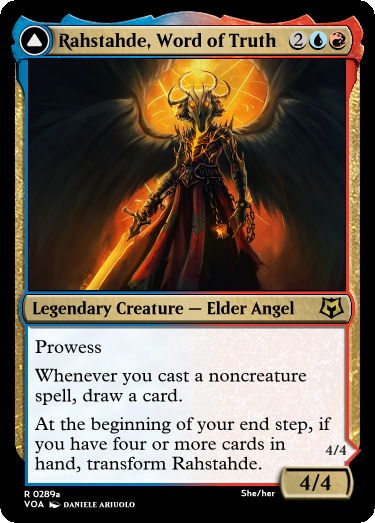 Rahstahde, Word of Truth 2
Legendary Creature — Elder Angel
Prowess
Whenever you cast a noncreature
spell, draw a card.
At the beginning of your end step, if
you have four or more cards in
hand, transform Rahstahde.
4/4
4/4
R 0289a
She/her
VOA DANIELE ARIUOLO